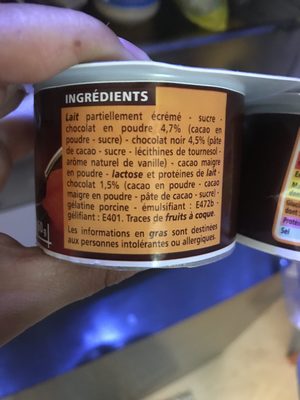 INGRÉDIENTS
Lait partiellement écrémé - sucre -
chocolat en poudre 4,7% (cacao en
poudre - sucre) - chocolat noir 4,5% (pâte
de cacao - sucre - lécithines de tournesol -
arôme naturel de vanille) - cacao maigre
en poudre - lactose et protéines de lait -
chocolat 1,5% (cacao en poudre - cacao
maigre en poudre - pâte de cacao - sucre) -
gélatine porcine - émulsifiant : E472b -
gélifiant : E401. Traces de fruits à coque.
Les informations en gras sont destinées
aux personnes intolérantes ou allergiques.
Sel